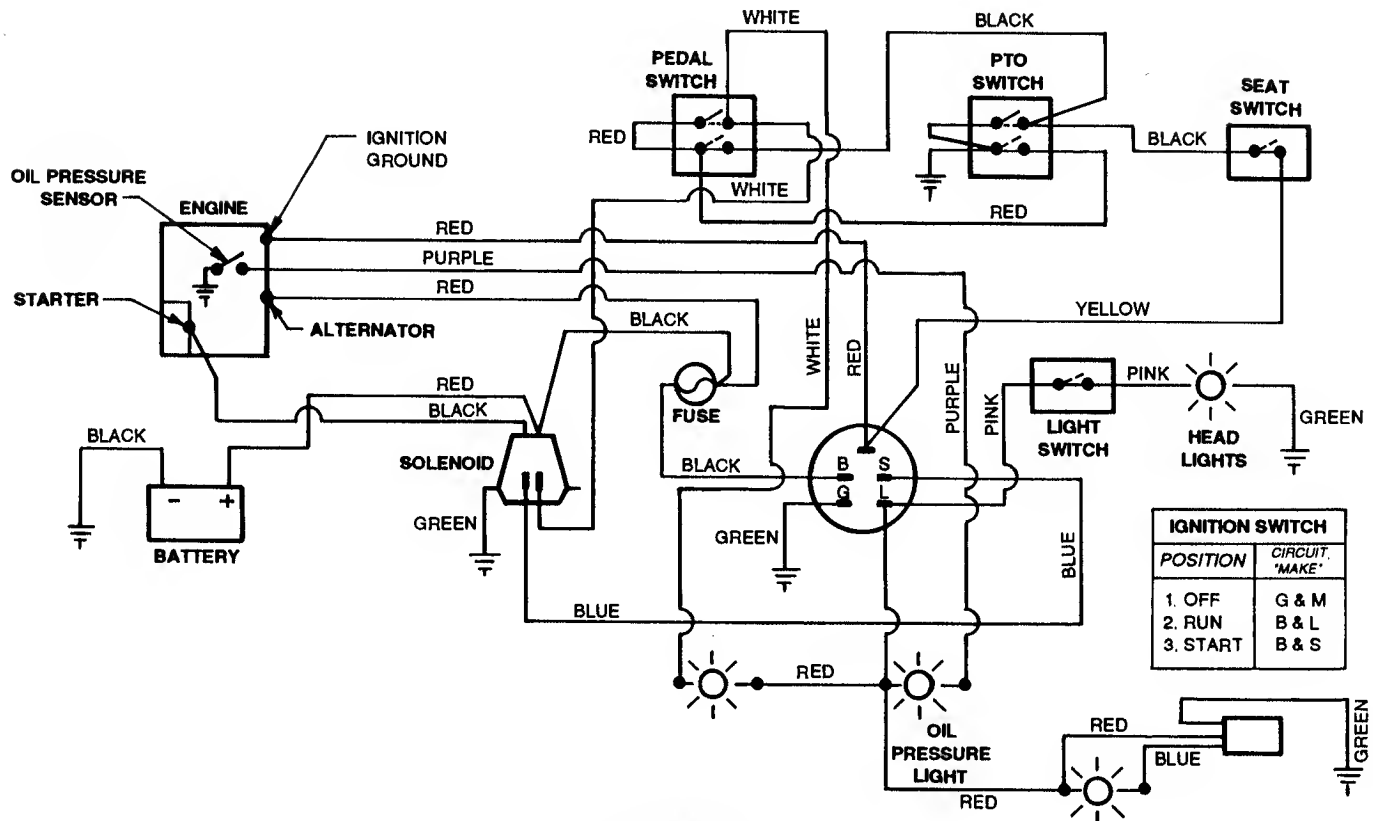 WHITE
BLACK
PEDAL
SWITCH
PTO
SWITCH
SEAT
SWITCH
RED
IGNITION
GROUND
BLACK
OIL PRESSURE
SENSOR
ENGINE
WHITE
RED
RED
PURPLE
RED
STARTER
ALTERNATOR
BLACK
YELLOW
WHITE
RED
PURPLE
PINK
PINK
RED
BLACK
FUSE
GREEN
LIGHT
SWITCH
HEAD
LIGHTS
BLACK
SOLENOID
BLACK
B S
G L
- +
GREEN
GREEN
BATTERY
BLUE
IGNITION SWITCH
POSITION CIRCUIT "MAKE"
1. OFF G & M
2. RUN B & L
3. START B & S
BLUE
RED
OIL
PRESSURE
LIGHT
RED
BLUE
GREEN
RED